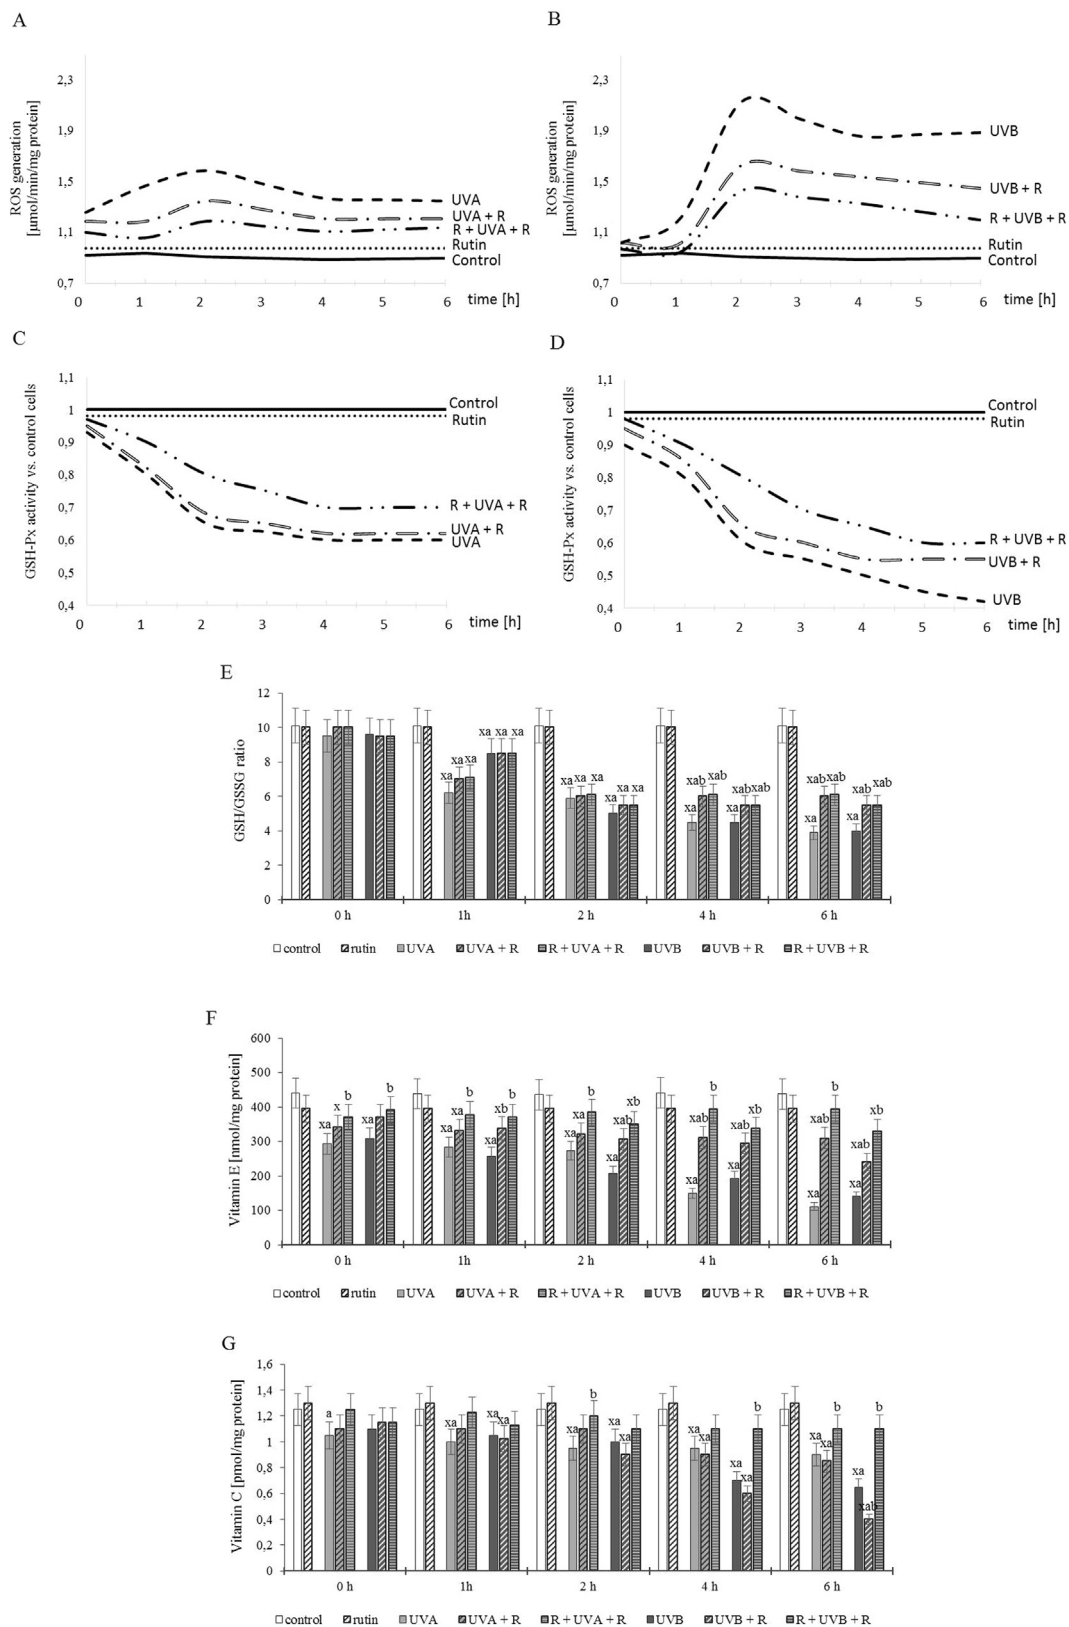 A
B
ROS generation
[μmol/min/mg protein]
2,3
1,9
1,5
1,1
0,7
UVA
UVA + R
R + UVA + R
Rutin
Control
0 1 2 3 4 5 6 time [h]
ROS generation
[μmol/min/mg protein]
2,3
1,9
1,5
1,1
0,7
UVB
UVB + R
R + UVB + R
Rutin
Control
0 1 2 3 4 5 6 time [h]
C
D
GSH-Px activity vs. control cells
1,1
1
0,9
0,8
0,7
0,6
0,5
0,4
Control
Rutin
R + UVA + R
UVA + R
UVA
0 1 2 3 4 5 6 time [h]
GSH-Px activity vs. control cells
1,1
1
0,9
0,8
0,7
0,6
0,5
0,4
Control
Rutin
R + UVB + R
UVB + R
UVB
0 1 2 3 4 5 6 time [h]
E
GSH/GSSG ratio
12
10
8
6
4
2
0
xa xa xa xa xa xa
xa xa xa xa xa xa
xa xab xab xa xab xab
xa xab xab xa xab xab
0 h 1h 2 h 4 h 6 h
control rutin UVA UVA + R R + UVA + R UVB UVB + R R + UVB + R
F
Vitamin E [nmol/mg protein]
600
500
400
300
200
100
0
xa x b xa b
xa xa b xa xb b
xa xa b xa xab xb
xa xab b xa xab xb
xa xab b xa xab xb
0 h 1h 2 h 4 h 6 h
control rutin UVA UVA + R R + UVA + R UVB UVB + R R + UVB + R
G
Vitamin C [pmol/mg protein]
1,6
1,4
1,2
1
0,8
0,6
0,4
0,2
0
a
xa xa xa xa
xa b xa xa
xa xa xa xa b
xa xa b xa xab b
0 h 1h 2 h 4 h 6 h
control rutin UVA UVA + R R + UVA + R UVB UVB + R R + UVB + R